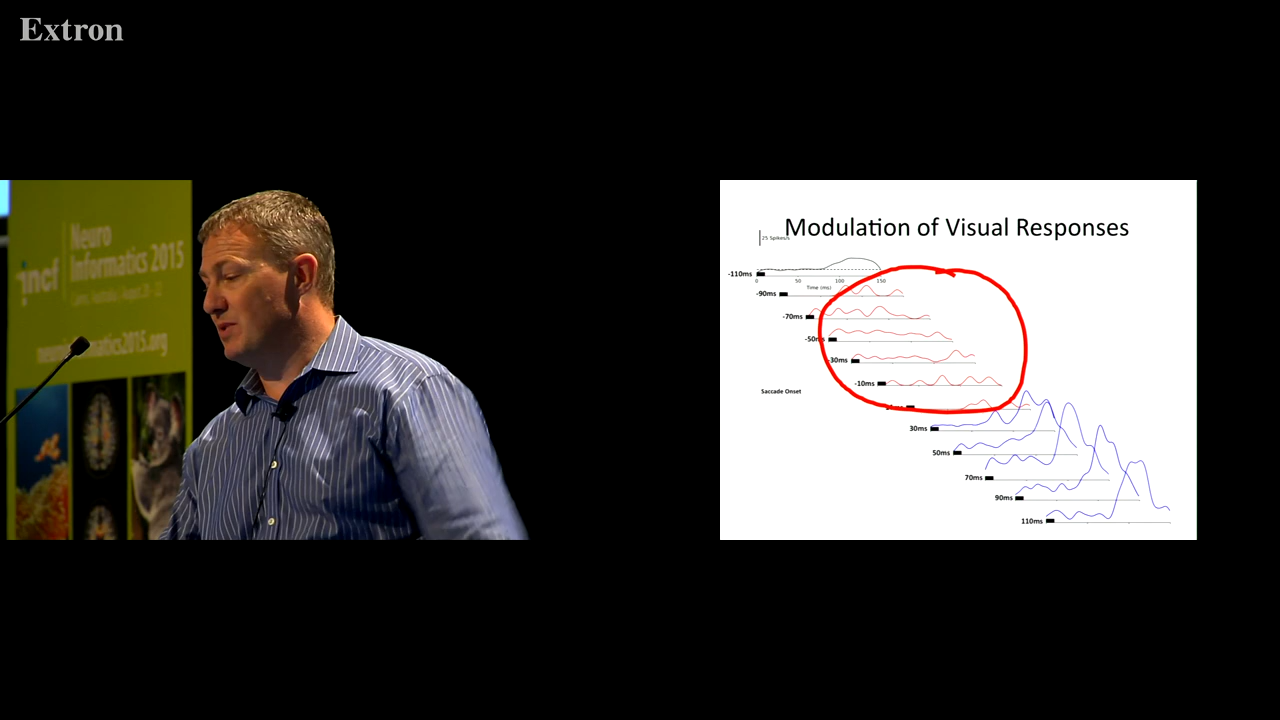 Extron
incf
Neuro
Informatics 2015
neuroinformatics2015.org
Modulation of Visual Responses
25 Spikes/s
-110ms
0 50 100 150
Time (ms)
-90ms
-70ms
-50ms
-30ms
-10ms
Saccade Onset
30ms
50ms
70ms
90ms
110ms